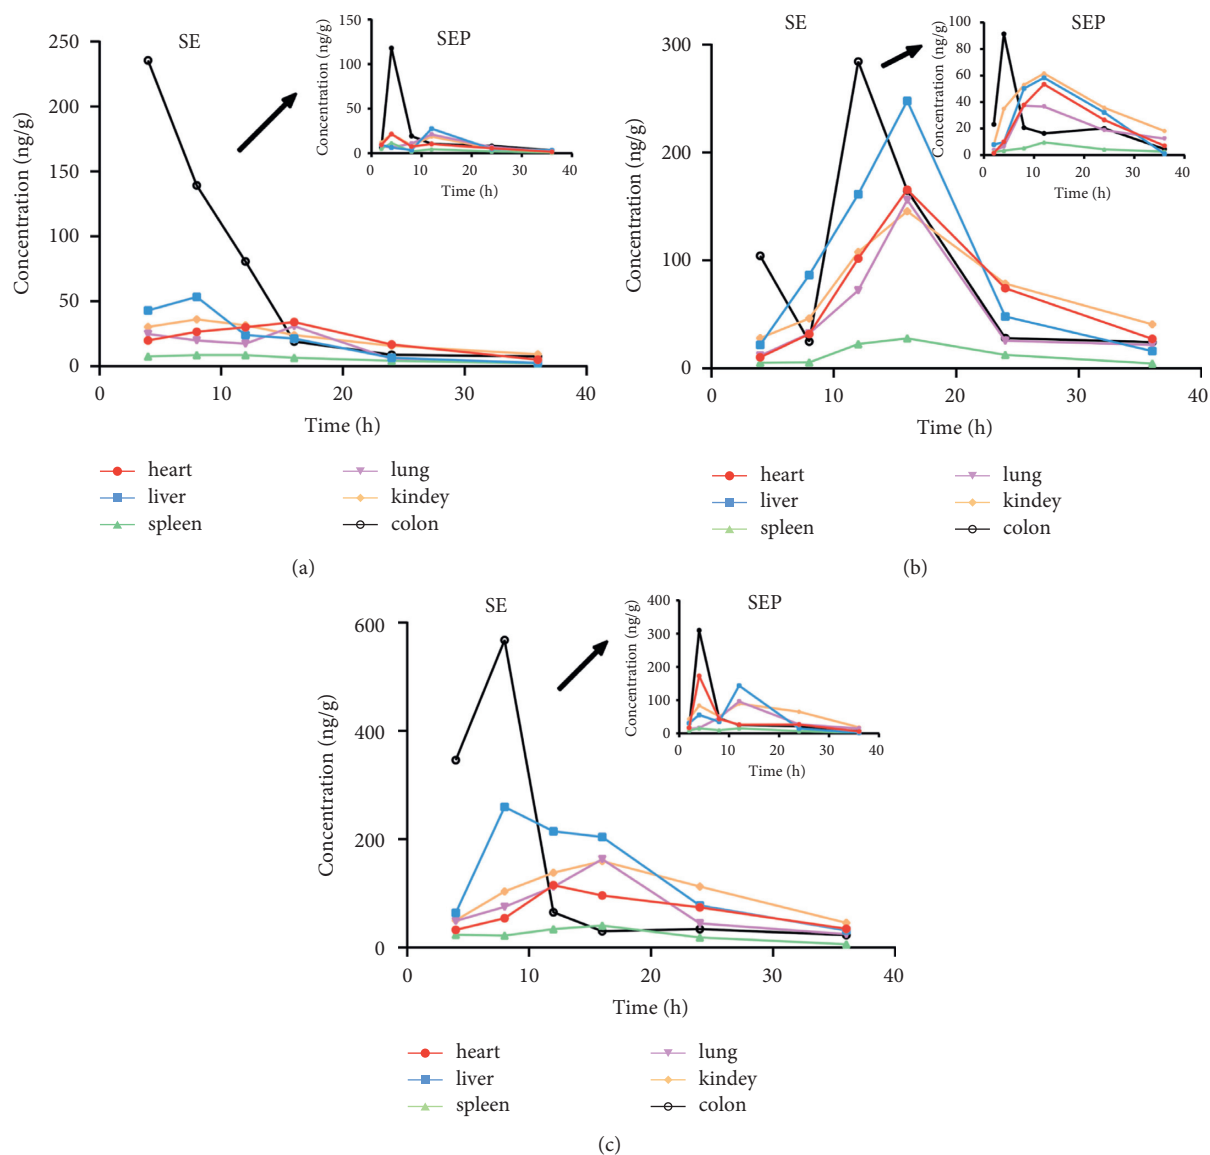 SE
SEP
Concentration (ng/g)
250
200
150
100
50
0
0 10 20 30 40
Time (h)
Concentration (ng/g)
150
100
50
0
0 10 20 30 40
Time (h)
heart
liver
spleen
lung
kindey
colon
(a)
SE
SEP
Concentration (ng/g)
300
200
100
0
0 10 20 30 40
Time (h)
Concentration (ng/g)
100
80
60
40
20
0
0 10 20 30 40
Time (h)
heart
liver
spleen
lung
kindey
colon
(b)
SE
SEP
Concentration (ng/g)
600
400
200
0
0 10 20 30 40
Time (h)
Concentration (ng/g)
400
300
200
100
0
0 10 20 30 40
Time (h)
heart
liver
spleen
lung
kindey
colon
(c)